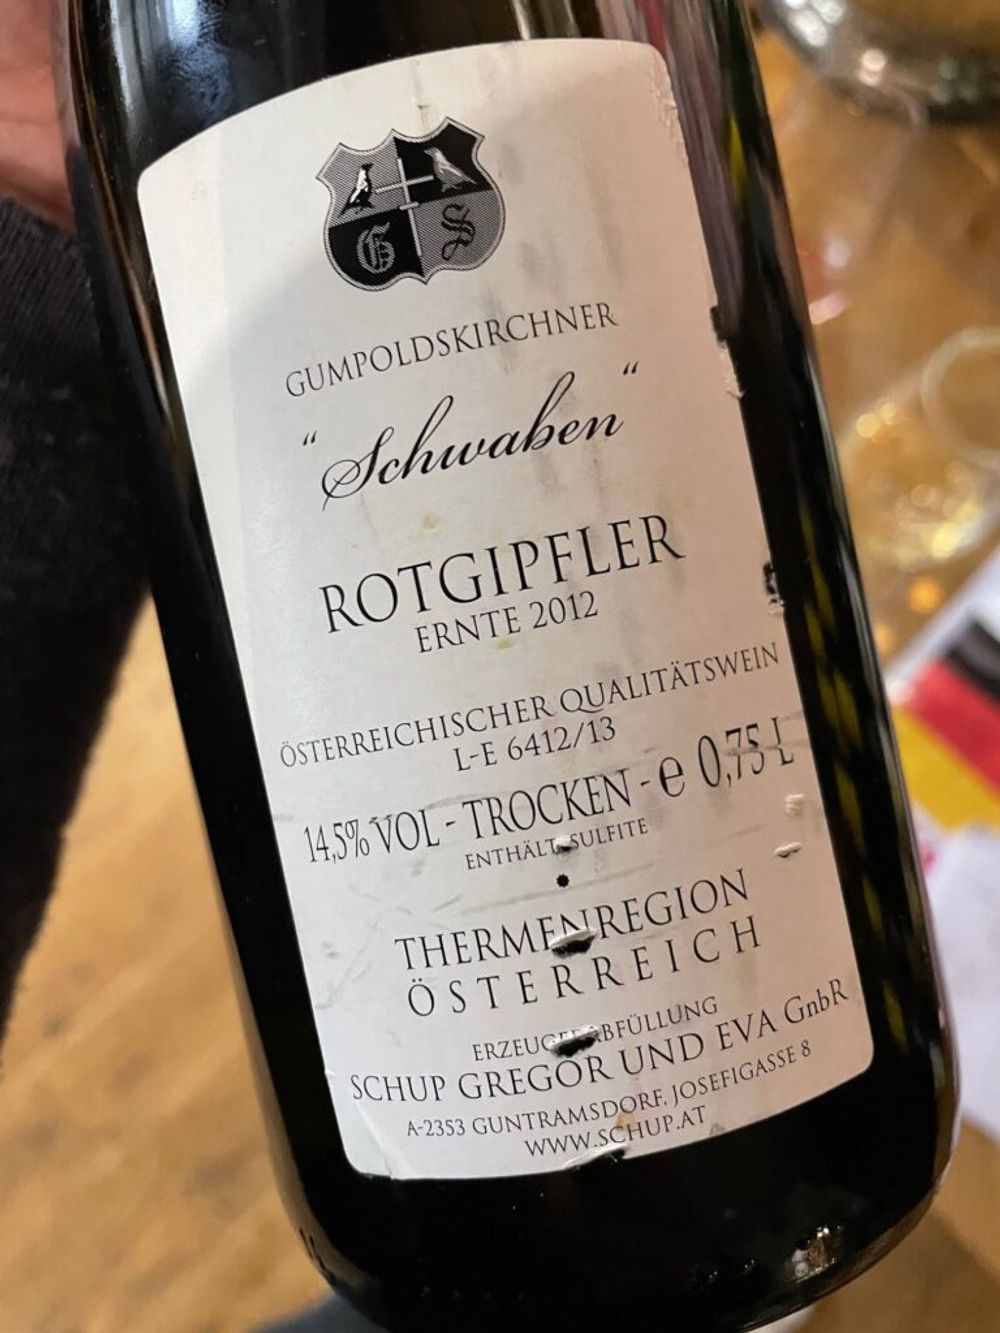 G S
GUMPOLDSKIRCHNER
"Schwaben"
ROTGIPFLER
ERNTE 2012
ÖSTERREICHISCHER QUALITÄTSWEIN
L-E 6412/13
14,5% VOL - TROCKEN - e 0,75 L
ENTHÄLT SULFITE
THERMENREGION
ÖSTERREICH
ERZEUGERABFÜLLUNG
SCHUP GREGOR UND EVA GnbR
A-2353 GUNTRAMSDORF, JOSEFIGASSE 8
WWW.SCHUP.AT